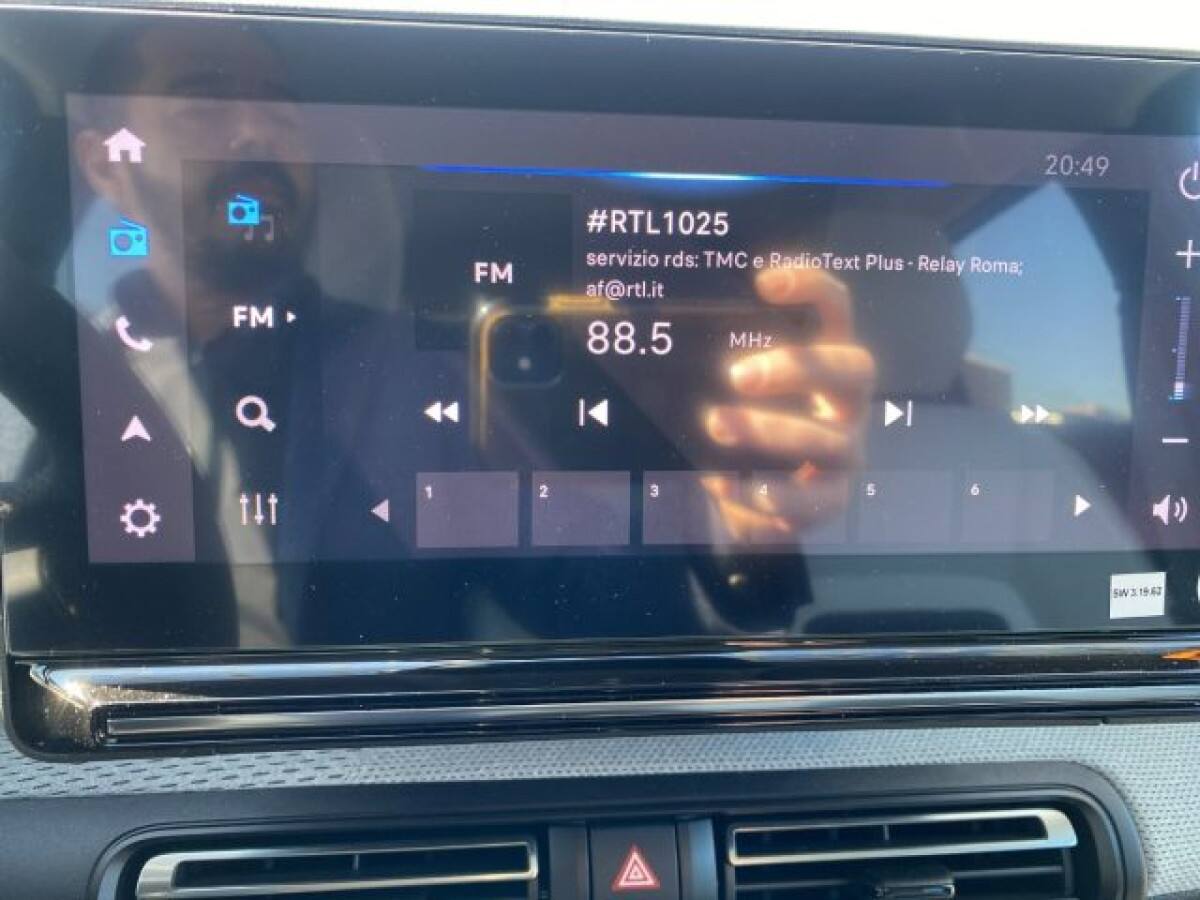 20:49
#RTL1025
servizio rds: TMC e RadioText Plus - Relay Roma;
af@rtl.it
FM
FM
88.5 MHz
1 2 3 4 5 6
SW 3.19.62